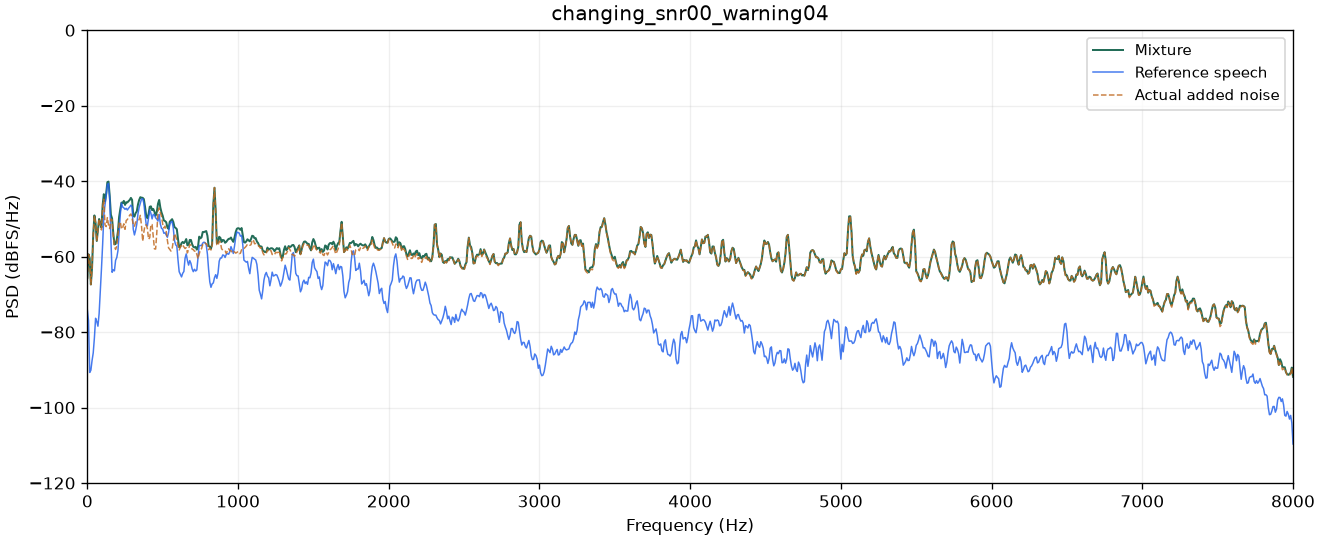 changing_snr00_warning04
Mixture
Reference speech
Actual added noise
PSD (dBFS/Hz)
0
−20
−40
−60
−80
−100
−120
0 1000 2000 3000 4000 5000 6000 7000 8000
Frequency (Hz)